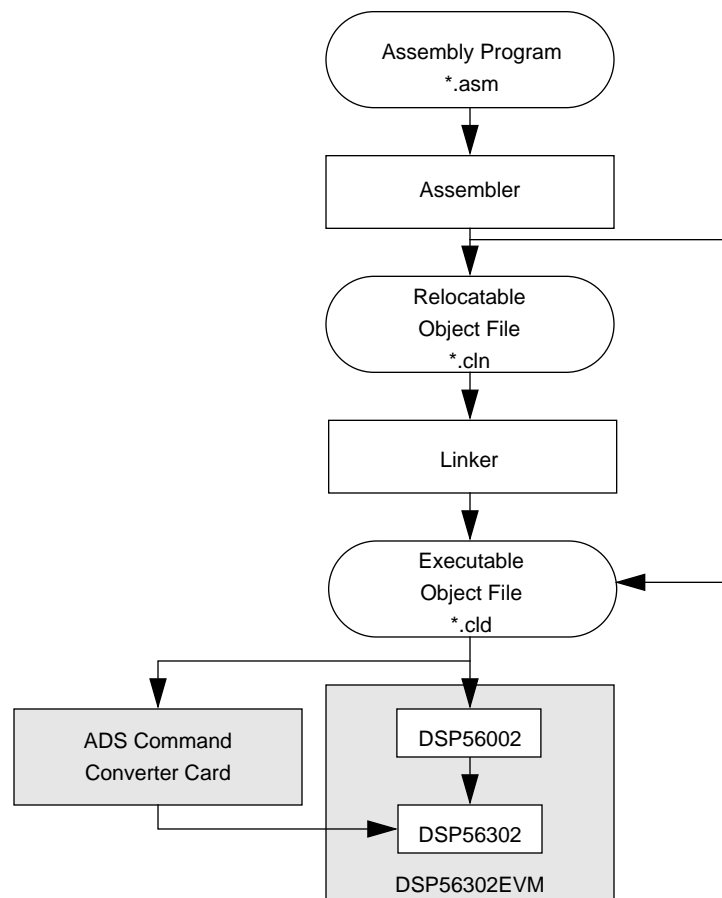 Assembly Program
*.asm
Assembler
Relocatable
Object File
*.cln
Linker
Executable
Object File
*.cld
ADS Command
Converter Card
DSP56002
DSP56302
DSP56302EVM